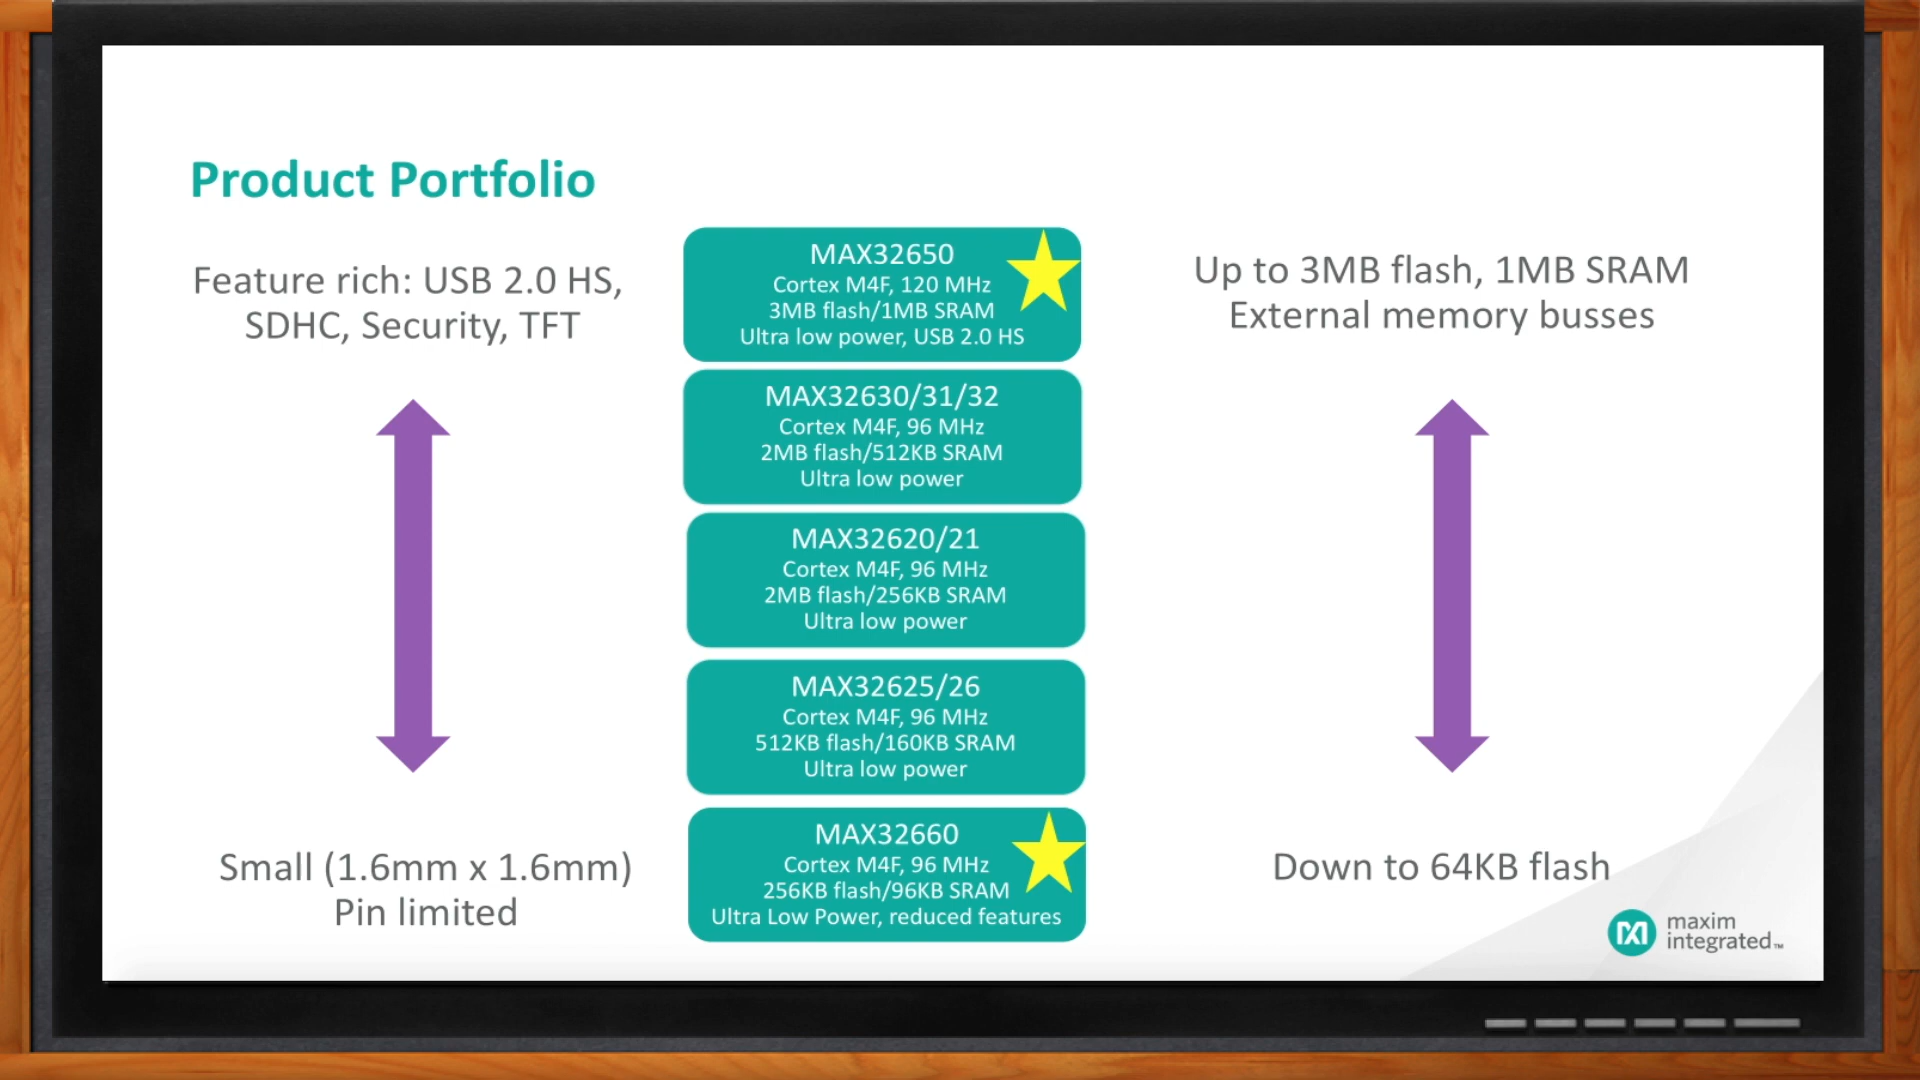 Product Portfolio
Feature rich: USB 2.0 HS,
SDHC, Security, TFT
Small (1.6mm x 1.6mm)
Pin limited
MAX32650
Cortex M4F, 120 MHz
3MB flash/1MB SRAM
Ultra low power, USB 2.0 HS
MAX32630/31/32
Cortex M4F, 96 MHz
2MB flash/512KB SRAM
Ultra low power
MAX32620/21
Cortex M4F, 96 MHz
2MB flash/256KB SRAM
Ultra low power
MAX32625/26
Cortex M4F, 96 MHz
512KB flash/160KB SRAM
Ultra low power
MAX32660
Cortex M4F, 96 MHz
256KB flash/96KB SRAM
Ultra Low Power, reduced features
Up to 3MB flash, 1MB SRAM
External memory busses
Down to 64KB flash
maxim
integrated™